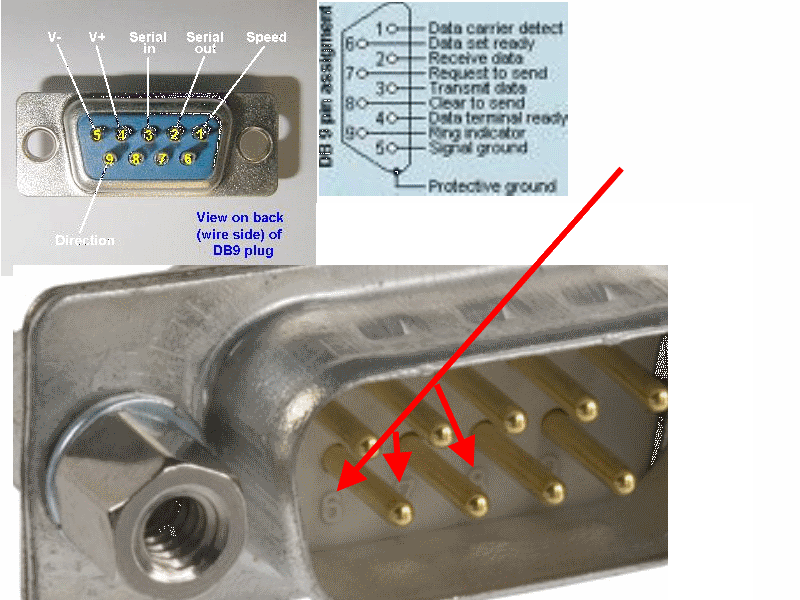 V- V+ Serial in Serial out Speed
5 4 3 2 1
9 8 7 6
Direction
View on back
(wire side) of
DB9 plug
DB 9 pin assigment
1 Data carrier detect
6 Data set ready
2 Receive data
7 Request to send
3 Transmit data
8 Clear to send
4 Data terminal ready
9 Ring indicator
5 Signal ground
Protective ground
6 7 8